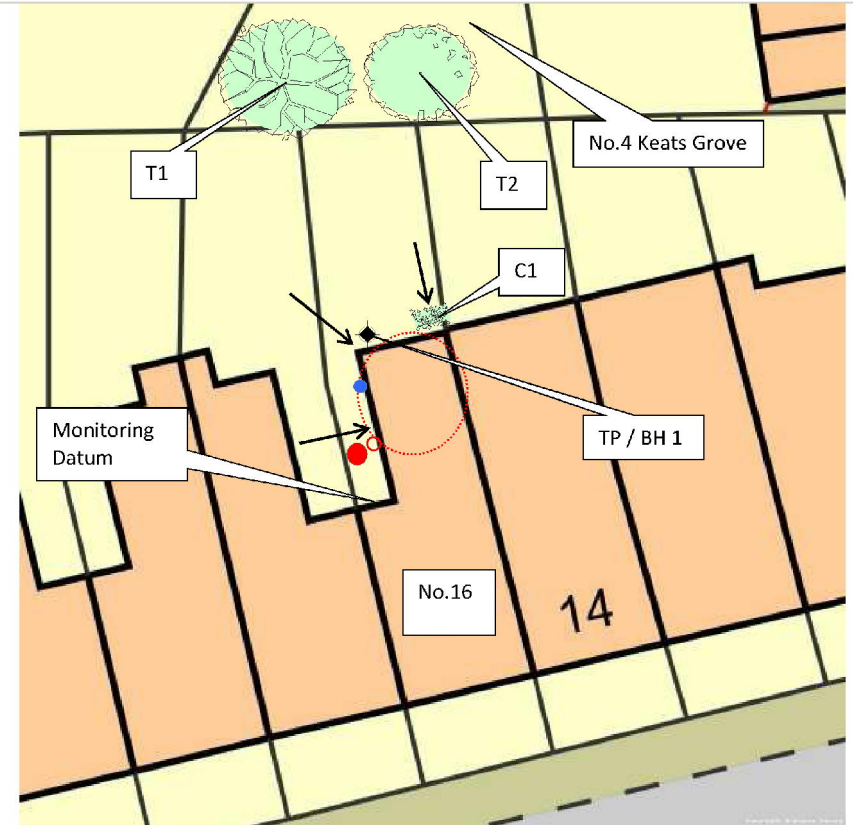 No.4 Keats Grove
T1
T2
C1
Monitoring
Datum
TP / BH 1
No.16
14